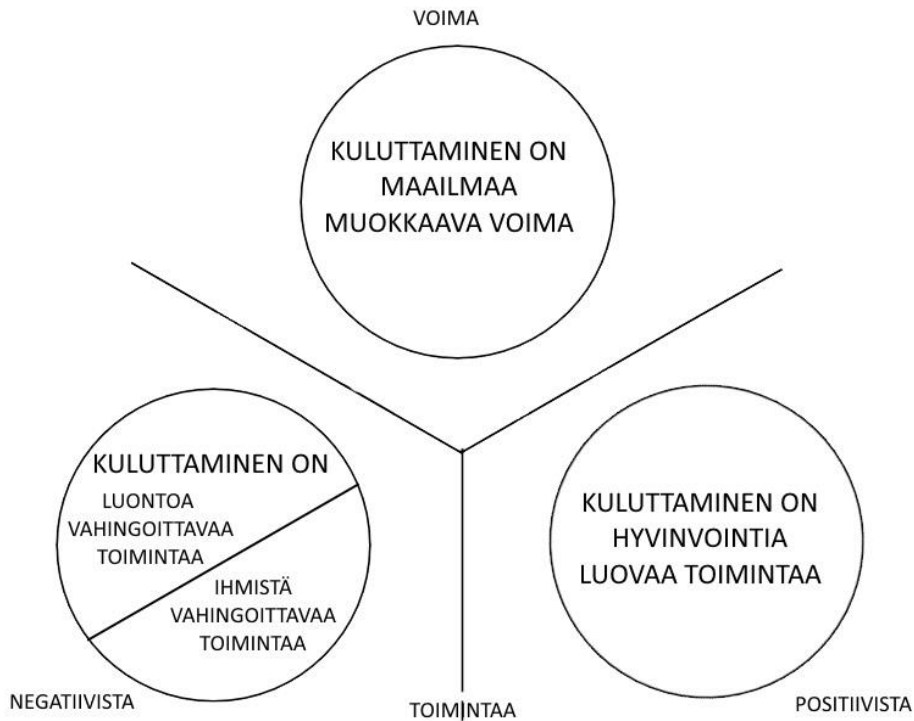 VOIMA
KULUTTAMINEN ON
MAAILMAA
MUOKKAAVA VOIMA
KULUTTAMINEN ON
LUONTOA
VAHINGOITTAVAA
TOIMINTAA
IHMISTÄ
VAHINGOITTAVAA
TOIMINTAA
KULUTTAMINEN ON
HYVINVOINTIA
LUOVAA TOIMINTAA
NEGATIIVISTA
TOIMINTAA
POSITIIVISTA